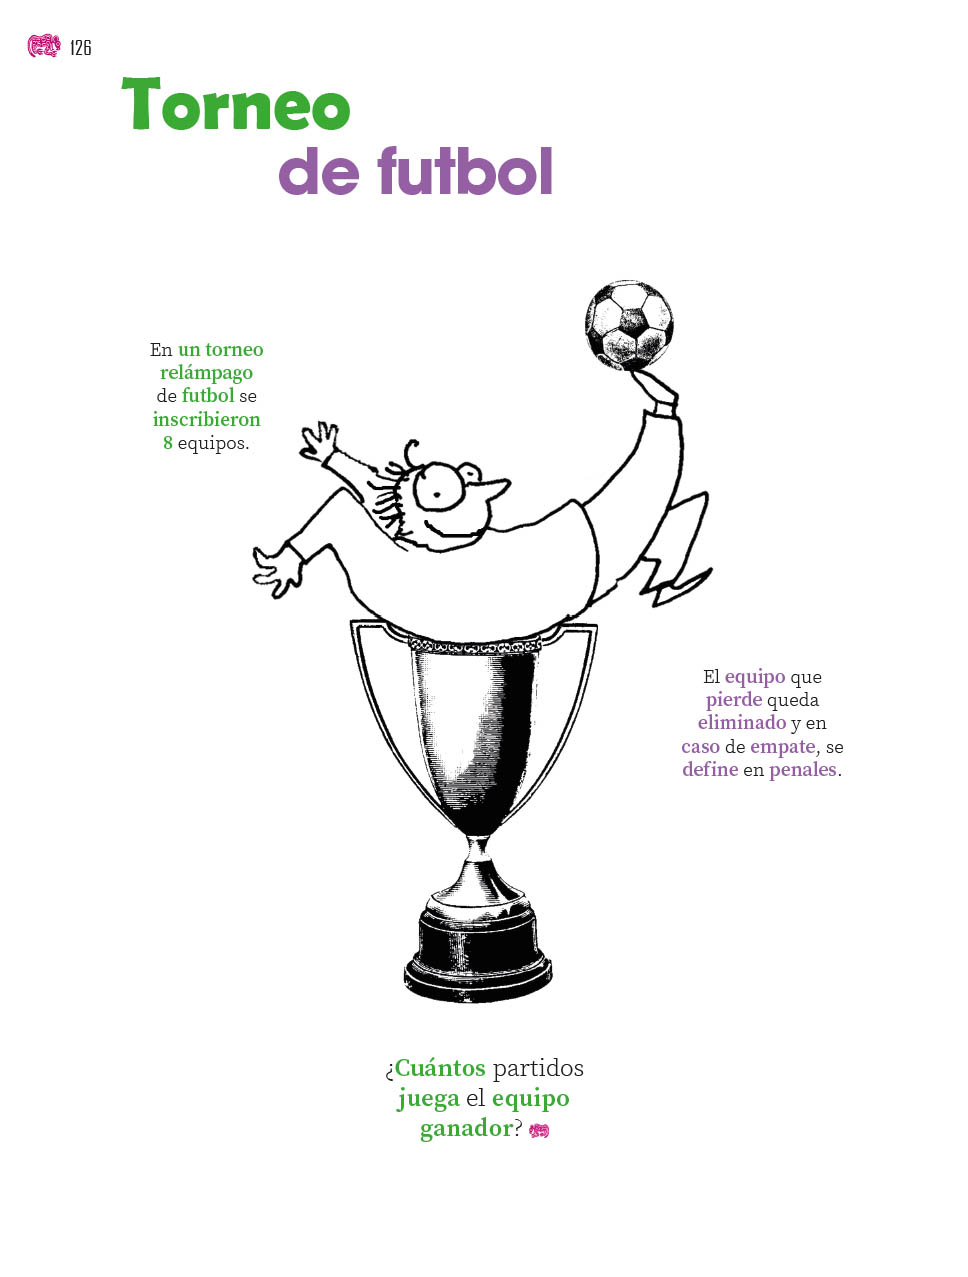 126
Torneo
de futbol
En un torneo
relámpago
de futbol se
inscribieron
8 equipos.
El equipo que
pierde queda
eliminado y en
caso de empate, se
define en penales.
¿Cuántos partidos
juega el equipo
ganador?